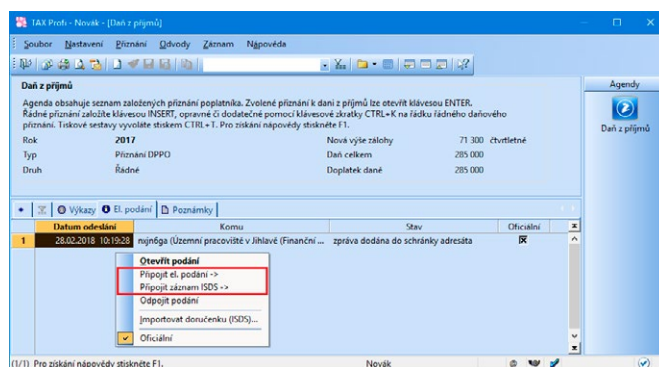 TAX Profi - Novák - [Daň z příjmů]
Soubor Nastavení Přiznání Odvody Záznam Nápověda
Daň z příjmů
Agenda obsahuje seznam založených přiznání poplatníka. Zvolené přiznání k dani z příjmů lze otevřít klávesou ENTER.
Řádné přiznání založíte klávesou INSERT, opravné či dodatečné pomocí klávesové zkratky CTRL+K na řádku řádného daňového
přiznání. Tiskové sestavy vyvoláte stiskem CTRL+T. Pro získání nápovědy stiskněte F1.
Rok 2017 Nová výše zálohy 71 300 čtvrtletně
Typ Přiznání DPPO Daň celkem 285 000
Druh Řádné Doplatek daně 285 000
Agendy
Daň z příjmů
Výkazy El. podání Poznámky
Datum odeslání Komu Stav Oficiální
1 28.02.2018 10:19:28 nxjn6ga (Územní pracoviště v Jihlavě (Finanční ... zpráva dodána do schránky adresáta
Otevřít podání
Připojit el. podání ->
Připojit záznam ISDS ->
Odpojit podání
Importovat doručenku (ISDS)...
Oficiální
(1/1) Pro získání nápovědy stiskněte F1. Novák @